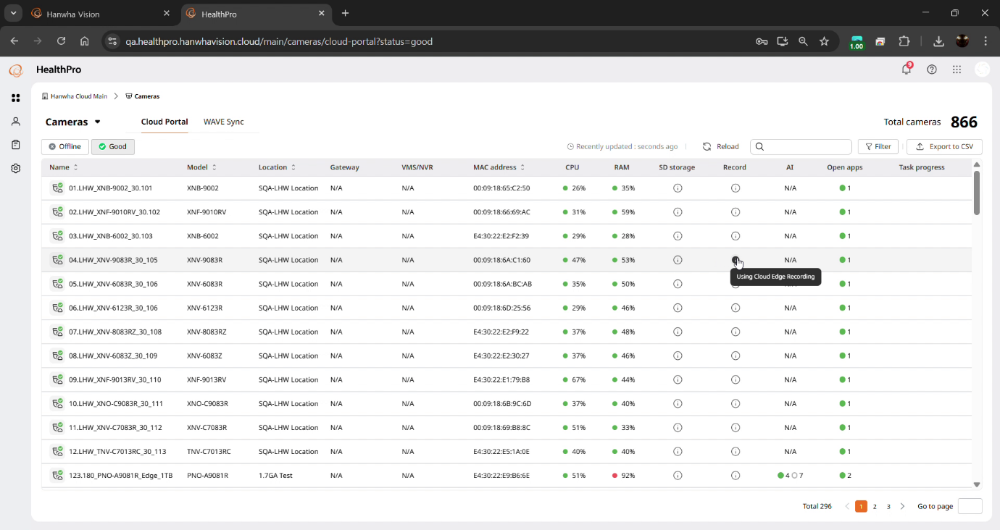 Hanwha Vision
HealthPro
qa.healthpro.hanwhavision.cloud/main/cameras/cloud-portal?status=good
1.00
HealthPro
9
Hanwha Cloud Main > Cameras
Cameras
Cloud Portal
WAVE Sync
Total cameras 866
Offline
Good
Recently updated : seconds ago
Reload
Filter
Export to CSV
Name Model Location Gateway VMS/NVR MAC address CPU RAM SD storage Record AI Open apps Task progress
01.LHW_XNB-9002_30.101 XNB-9002 SQA-LHW Location N/A N/A 00:09:18:65:C2:50 26% 35% N/A 1
02.LHW_XNF-9010RV_30.102 XNF-9010RV SQA-LHW Location N/A N/A 00:09:18:66:69:AC 31% 59% N/A 1
03.LHW_XNB-6002_30.103 XNB-6002 SQA-LHW Location N/A N/A E4:30:22:E2:F2:39 29% 28% N/A 1
04.LHW_XNV-9083R_30_105 XNV-9083R SQA-LHW Location N/A N/A 00:09:18:6A:C1:60 47% 53% N/A 1
Using Cloud Edge Recording
05.LHW_XNV-6083R_30_106 XNV-6083R SQA-LHW Location N/A N/A 00:09:18:6A:BC:AB 35% 50% 1
06.LHW_XNV-6123R_30_106 XNV-6123R SQA-LHW Location N/A N/A 00:09:18:6D:25:56 29% 46% N/A 1
07.LHW_XNV-8083RZ_30_108 XNV-8083RZ SQA-LHW Location N/A N/A E4:30:22:E2:F9:22 37% 48% N/A 1
08.LHW_XNV-6083Z_30_109 XNV-6083Z SQA-LHW Location N/A N/A E4:30:22:E2:30:27 37% 46% N/A 1
09.LHW_XNF-9013RV_30_110 XNF-9013RV SQA-LHW Location N/A N/A E4:30:22:E1:79:B8 67% 44% N/A 1
10.LHW_XNO-C9083R_30_111 XNO-C9083R SQA-LHW Location N/A N/A 00:09:18:6B:9C:6D 37% 40% N/A 1
11.LHW_XNV-C7083R_30_112 XNV-C7083R SQA-LHW Location N/A N/A 00:09:18:69:B8:8C 51% 33% N/A 1
12.LHW_TNV-C7013RC_30_113 TNV-C7013RC SQA-LHW Location N/A N/A E4:30:22:E5:1A:0E 40% 40% N/A 1
123.180_PNO-A9081R_Edge_1TB PNO-A9081R 1.7GA Test N/A N/A E4:30:22:E9:B6:6E 51% 92% 4 7 2
Total 296 < 1 2 3 > Go to page